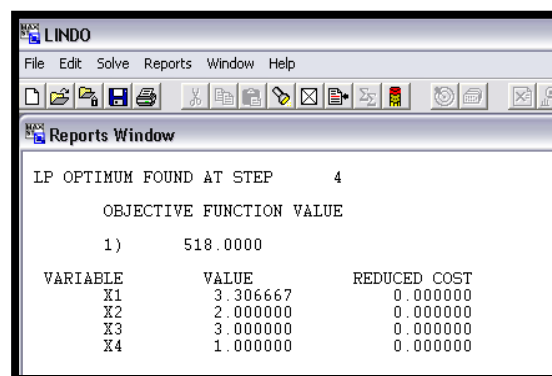 LINDO
File Edit Solve Reports Window Help
Reports Window
LP OPTIMUM FOUND AT STEP 4
OBJECTIVE FUNCTION VALUE
1) 518.0000
VARIABLE VALUE REDUCED COST
X1 3.306667 0.000000
X2 2.000000 0.000000
X3 3.000000 0.000000
X4 1.000000 0.000000